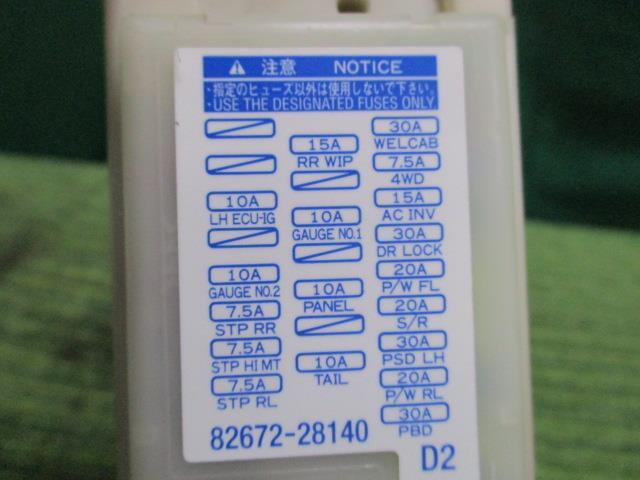 注意 NOTICE
・指定のヒューズ以外は使用しないで下さい。
・USE THE DESIGNATED FUSES ONLY
30A
WELCAB
15A
RR WIP
7.5A
4WD
10A
LH ECU-IG
15A
AC INV
10A
GAUGE NO.1
30A
DR LOCK
10A
GAUGE NO.2
20A
P/W FL
10A
PANEL
7.5A
STP RR
20A
S/R
7.5A
STP HI MT
30A
PSD LH
10A
TAIL
7.5A
STP RL
20A
P/W RL
30A
PBD
82672-28140
D2